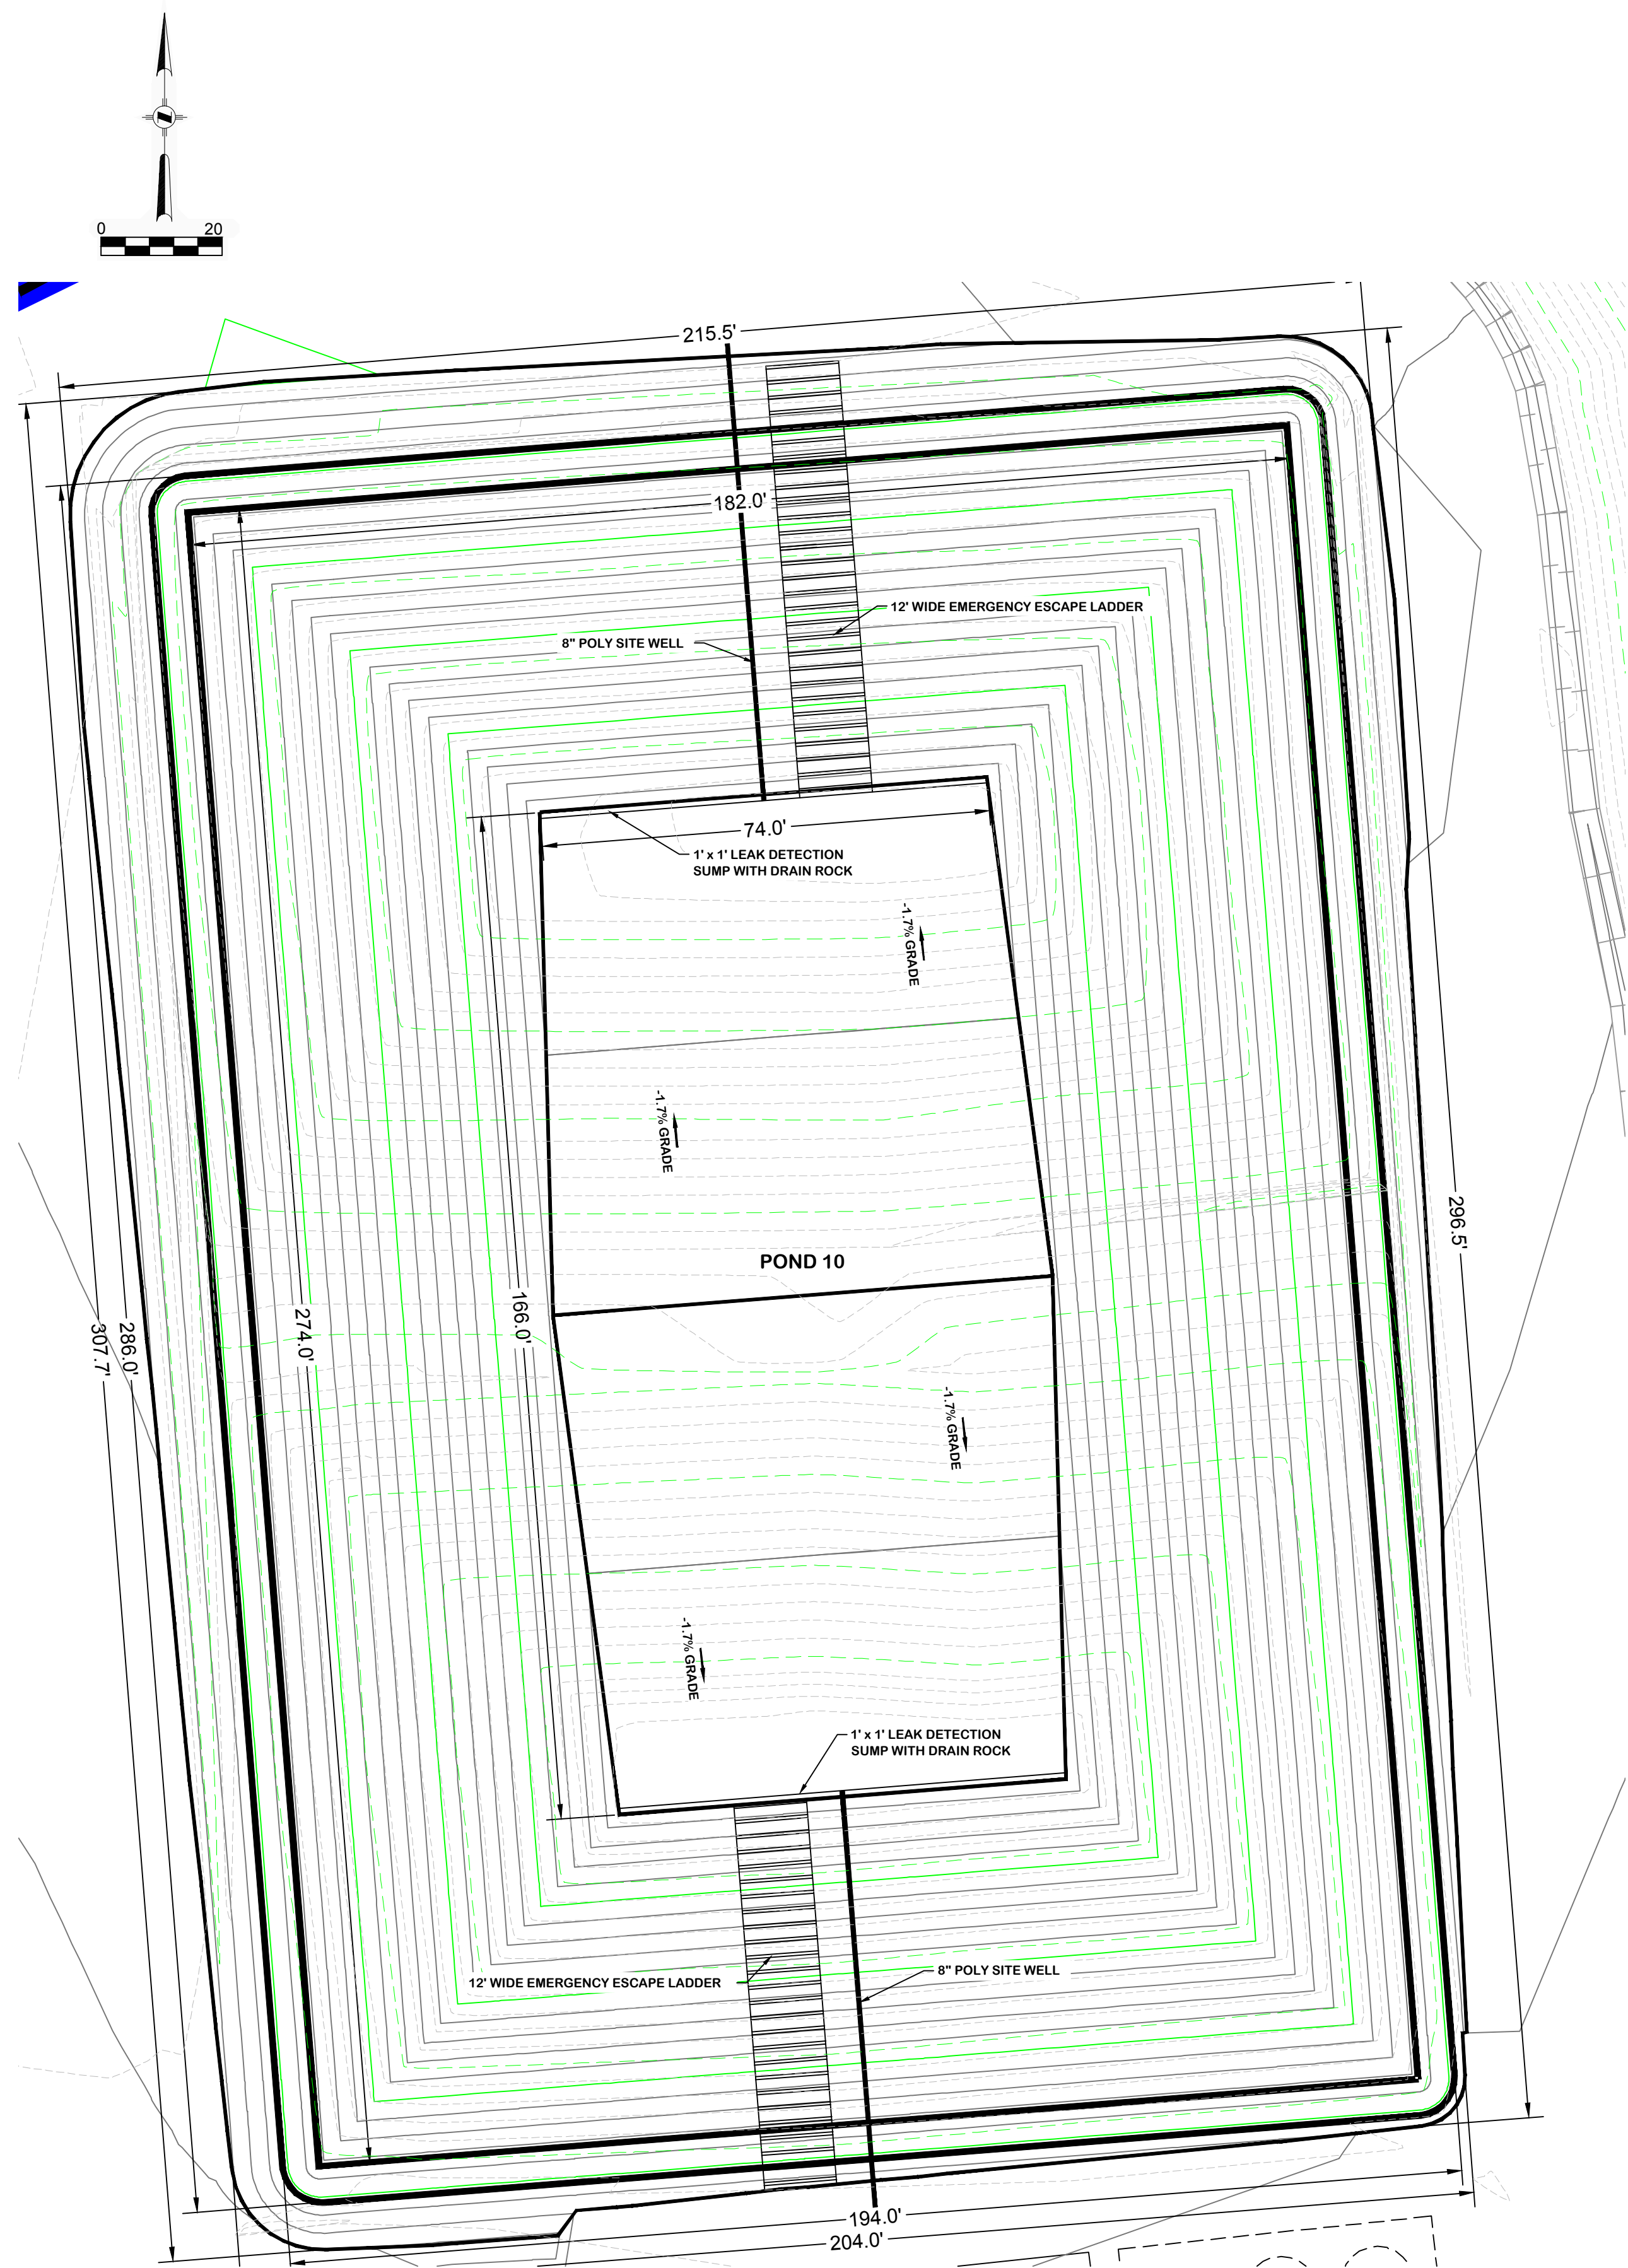 N
0 20
215.5'
182.0'
12' WIDE EMERGENCY ESCAPE LADDER
8" POLY SITE WELL
74.0'
1' x 1' LEAK DETECTION
SUMP WITH DRAIN ROCK
-1.7% GRADE
-1.7% GRADE
296.5'
POND 10
166.0'
274.0'
286.0'
307.7'
-1.7% GRADE
-1.7% GRADE
1' x 1' LEAK DETECTION
SUMP WITH DRAIN ROCK
8" POLY SITE WELL
12' WIDE EMERGENCY ESCAPE LADDER
194.0'
204.0'